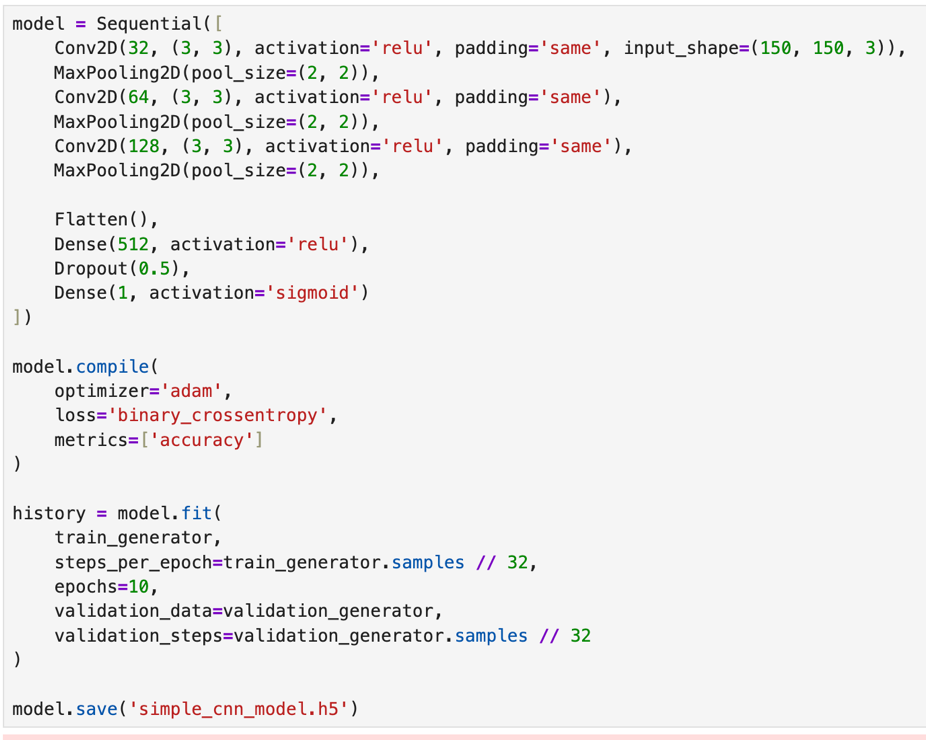 model = Sequential([
    Conv2D(32, (3, 3), activation='relu', padding='same', input_shape=(150, 150, 3)),
    MaxPooling2D(pool_size=(2, 2)),
    Conv2D(64, (3, 3), activation='relu', padding='same'),
    MaxPooling2D(pool_size=(2, 2)),
    Conv2D(128, (3, 3), activation='relu', padding='same'),
    MaxPooling2D(pool_size=(2, 2)),

    Flatten(),
    Dense(512, activation='relu'),
    Dropout(0.5),
    Dense(1, activation='sigmoid')
])

model.compile(
    optimizer='adam',
    loss='binary_crossentropy',
    metrics=['accuracy']
)

history = model.fit(
    train_generator,
    steps_per_epoch=train_generator.samples // 32,
    epochs=10,
    validation_data=validation_generator,
    validation_steps=validation_generator.samples // 32
)

model.save('simple_cnn_model.h5')